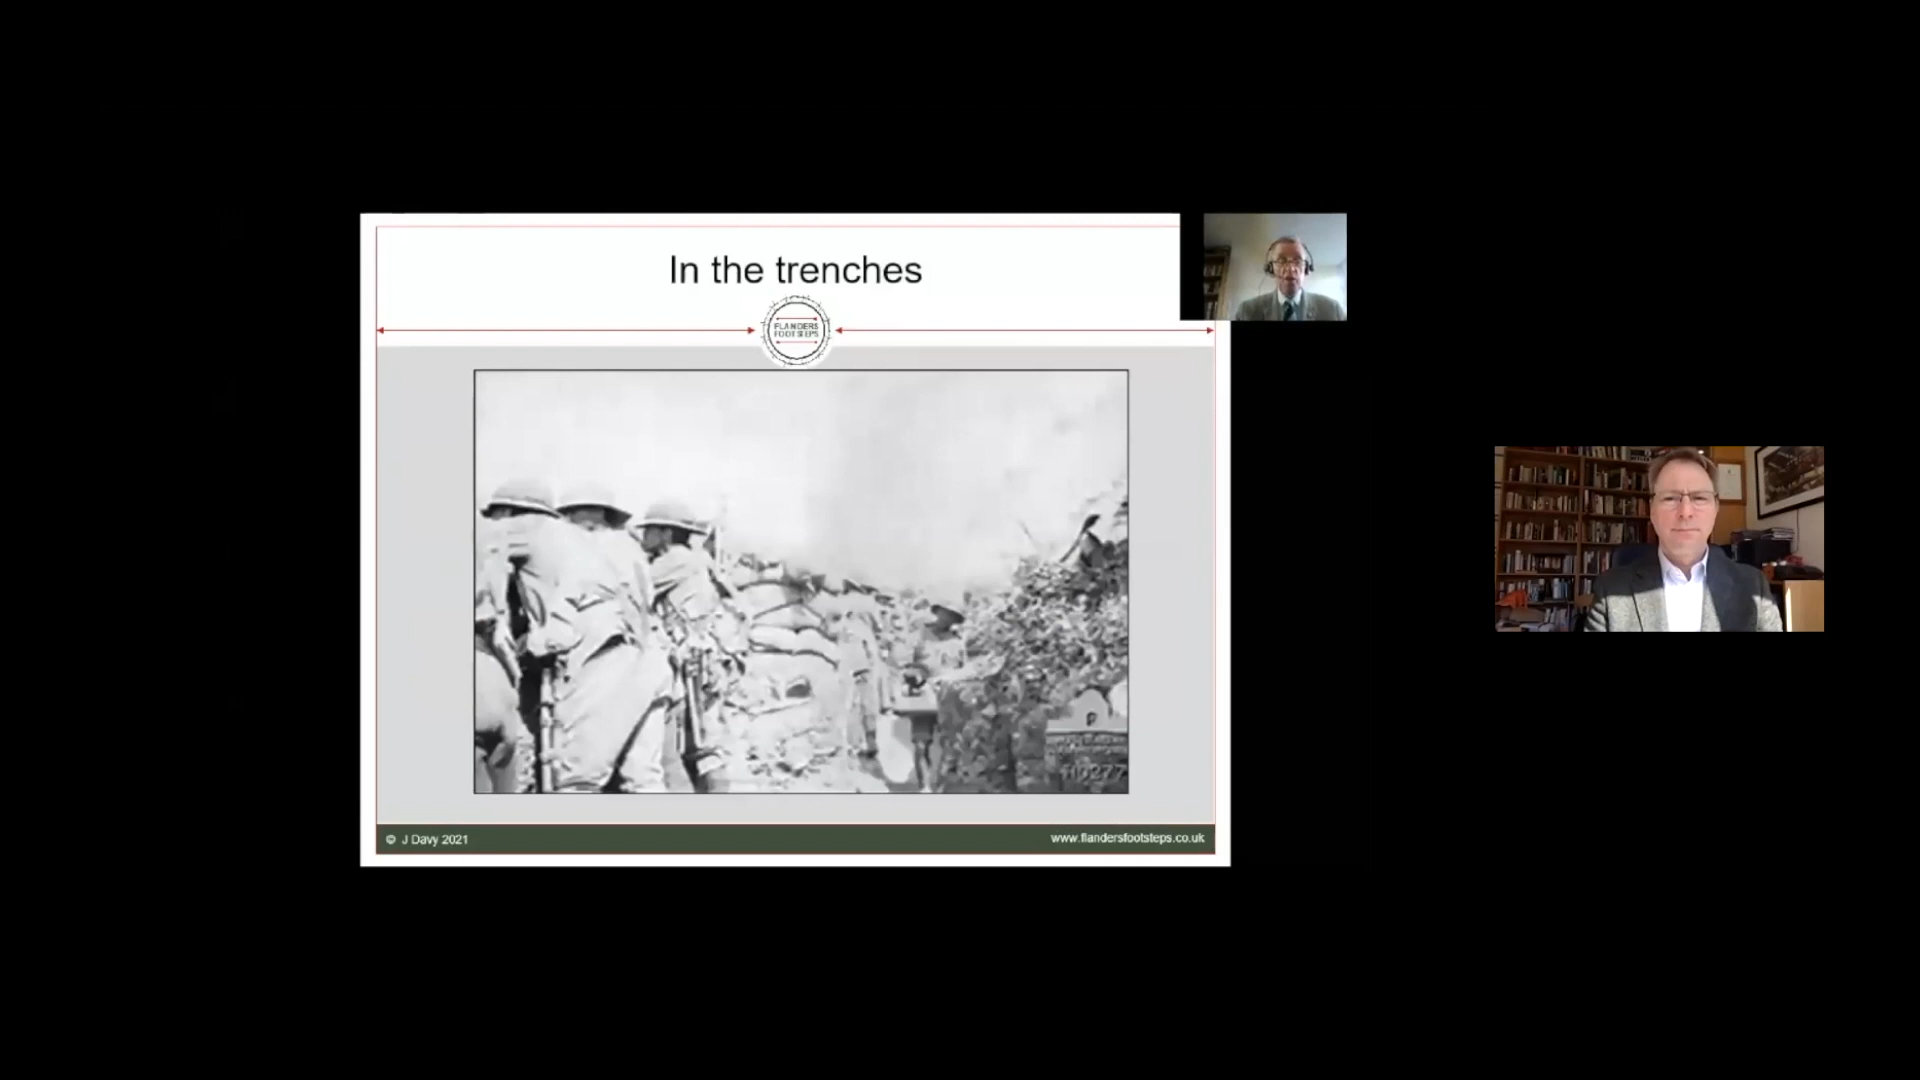 In the trenches
FLANDERS
FOOTSTEPS
© J Davy 2021
www.flandersfootsteps.co.uk